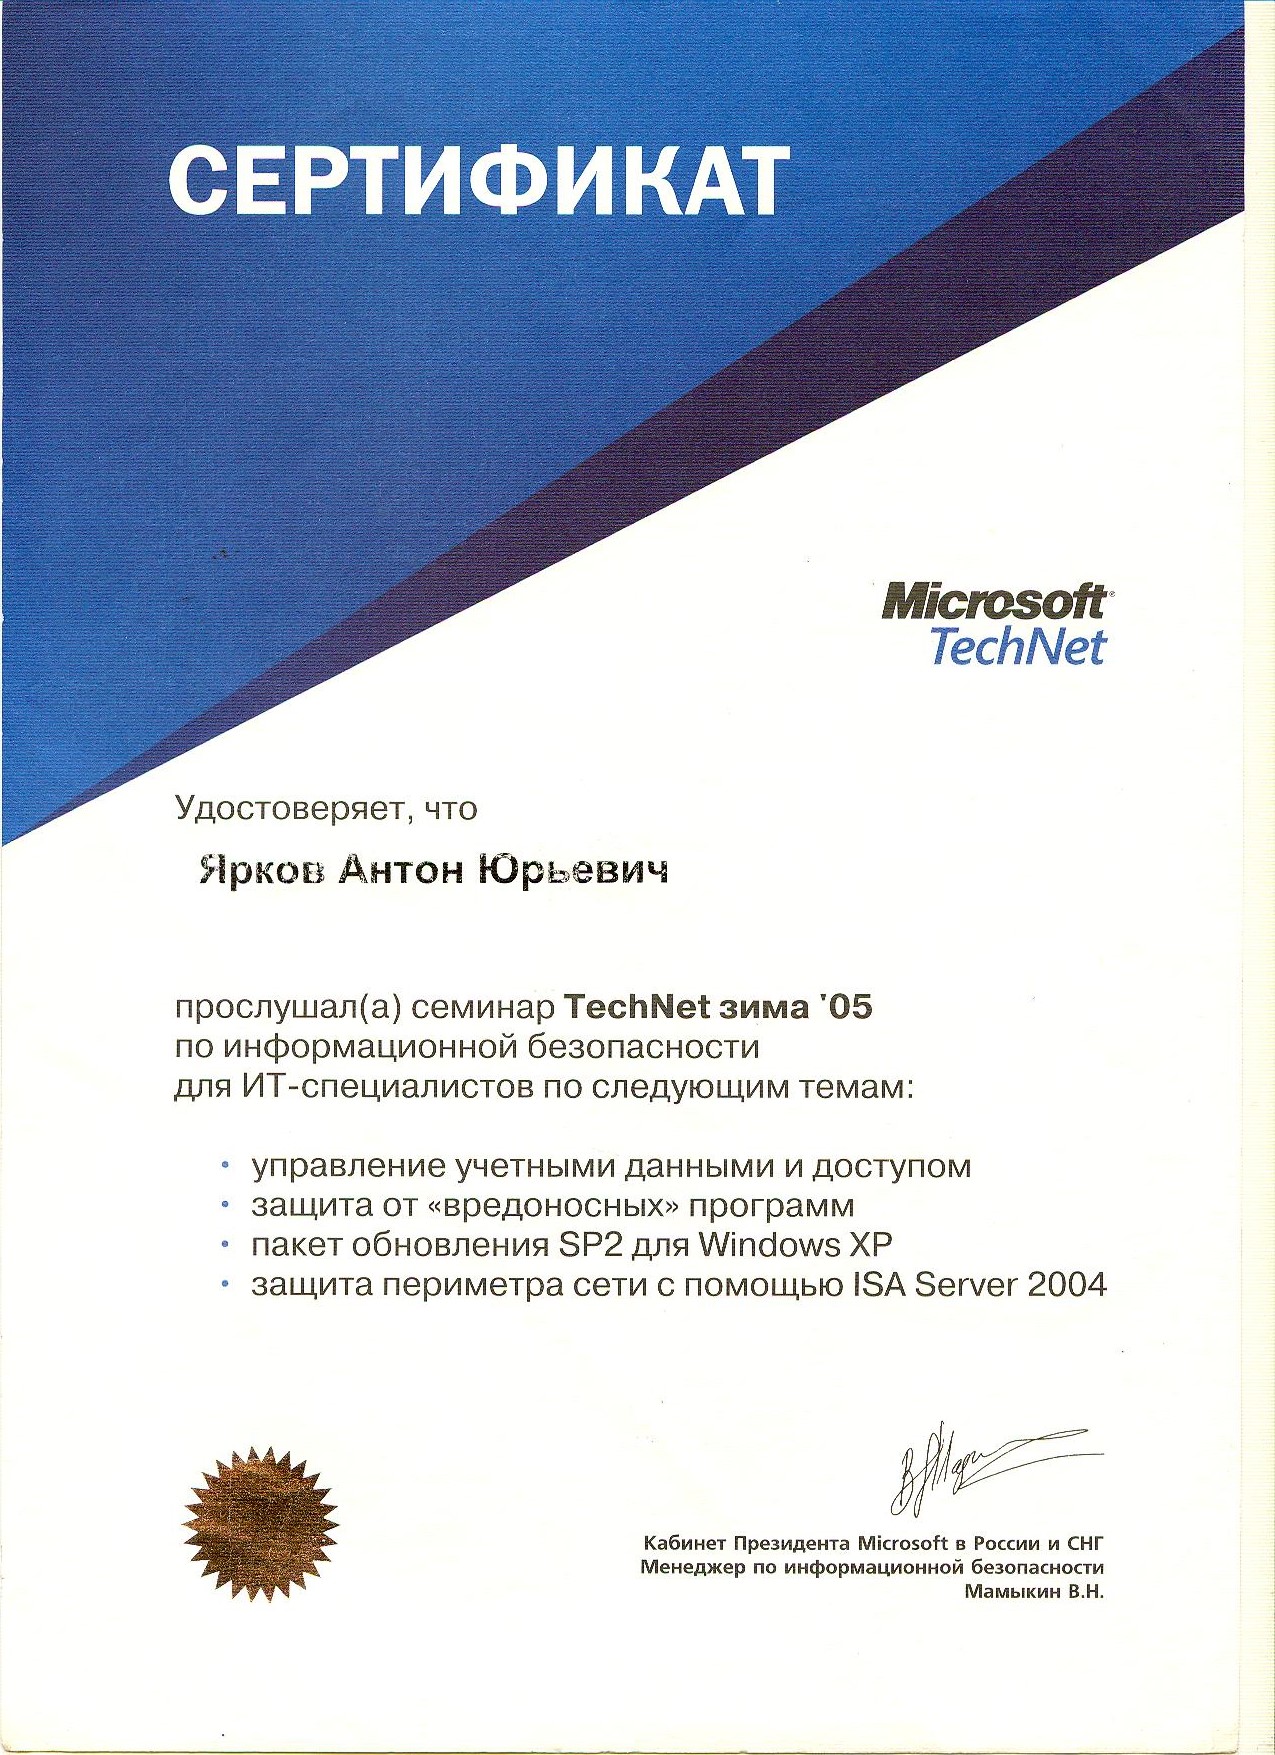 СЕРТИФИКАТ
Microsoft®
TechNet
Удостоверяет, что
Ярков Антон Юрьевич
прослушал(а) семинар TechNet зима '05
по информационной безопасности
для ИТ-специалистов по следующим темам:
• управление учетными данными и доступом
• защита от «вредоносных» программ
• пакет обновления SP2 для Windows XP
• защита периметра сети с помощью ISA Server 2004
Кабинет Президента Microsoft в России и СНГ
Менеджер по информационной безопасности
Мамыкин В.Н.